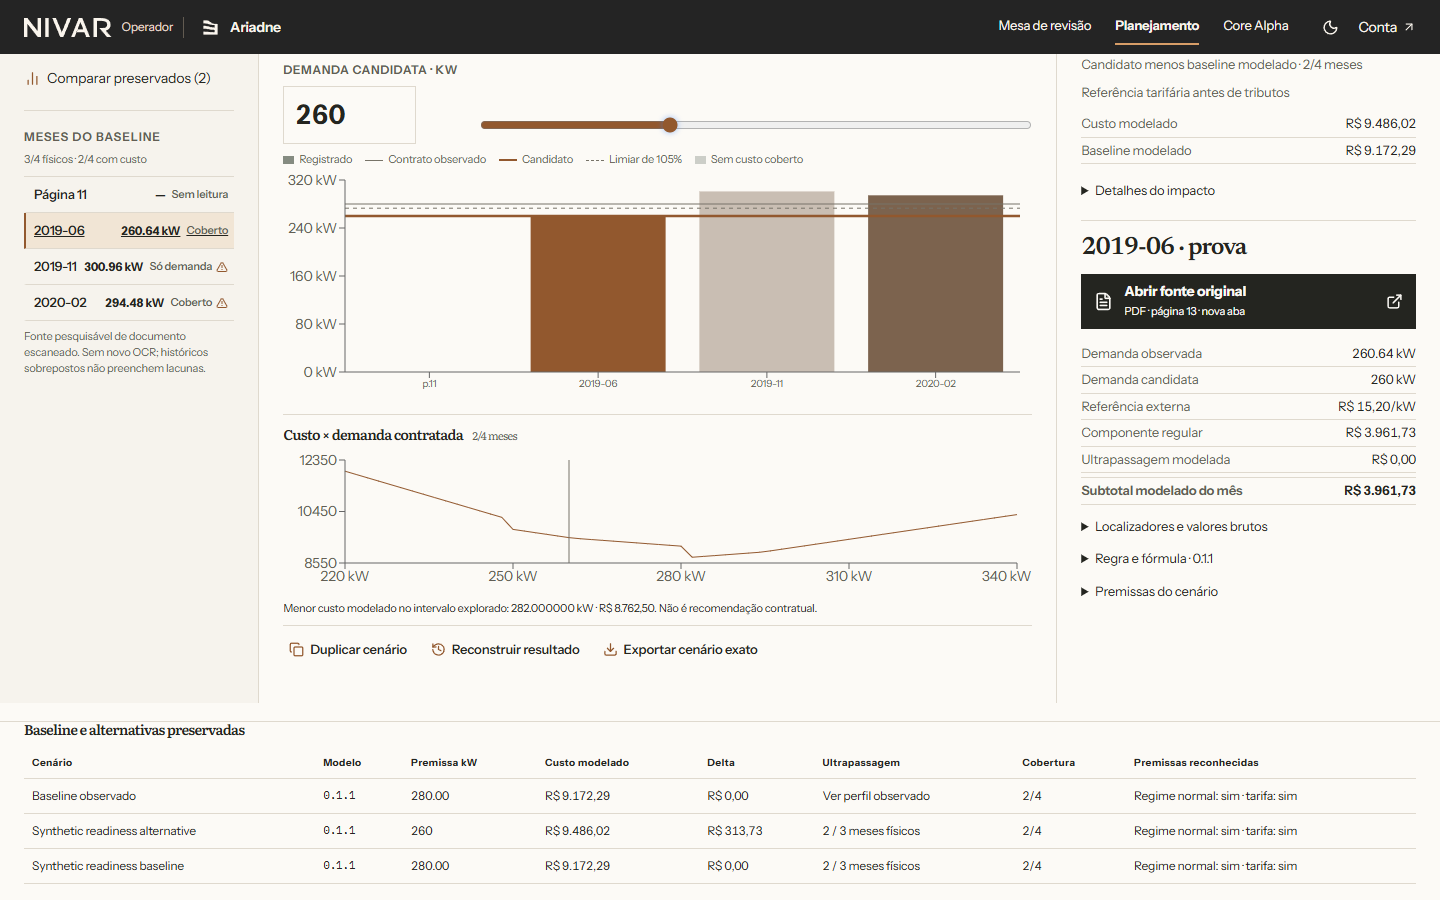 NIVAR Operador Ariadne Mesa de revisão Planejamento Core Alpha Conta
Comparar preservados (2)
MESES DO BASELINE
3/4 físicos · 2/4 com custo
Página 11 — Sem leitura
2019-06 260.64 kW Coberto
2019-11 300.96 kW Só demanda
2020-02 294.48 kW Coberto
Fonte pesquisável de documento
escaneado. Sem novo OCR; históricos
sobrepostos não preenchem lacunas.
DEMANDA CANDIDATA · KW
260
Registrado Contrato observado Candidato Limiar de 105% Sem custo coberto
320 kW
240 kW
160 kW
80 kW
0 kW
p.11 2019-06 2019-11 2020-02
Custo × demanda contratada 2/4 meses
12350
10450
8550
220 kW 250 kW 280 kW 310 kW 340 kW
Menor custo modelado no intervalo explorado: 282.000000 kW · R$ 8.762,50. Não é recomendação contratual.
Duplicar cenário Reconstruir resultado Exportar cenário exato
Candidato menos baseline modelado · 2/4 meses
Referência tarifária antes de tributos
Custo modelado R$ 9.486,02
Baseline modelado R$ 9.172,29
Detalhes do impacto
2019-06 · prova
Abrir fonte original
PDF · página 13 · nova aba
Demanda observada 260.64 kW
Demanda candidata 260 kW
Referência externa R$ 15,20/kW
Componente regular R$ 3.961,73
Ultrapassagem modelada R$ 0,00
Subtotal modelado do mês R$ 3.961,73
Localizadores e valores brutos
Regra e fórmula · 0.1.1
Premissas do cenário
Baseline e alternativas preservadas
Cenário Modelo Premissa kW Custo modelado Delta Ultrapassagem Cobertura Premissas reconhecidas
Baseline observado 0.1.1 280.00 R$ 9.172,29 R$ 0,00 Ver perfil observado 2/4 Regime normal: sim · tarifa: sim
Synthetic readiness alternative 0.1.1 260 R$ 9.486,02 R$ 313,73 2 / 3 meses físicos 2/4 Regime normal: sim · tarifa: sim
Synthetic readiness baseline 0.1.1 280.00 R$ 9.172,29 R$ 0,00 2 / 3 meses físicos 2/4 Regime normal: sim · tarifa: sim